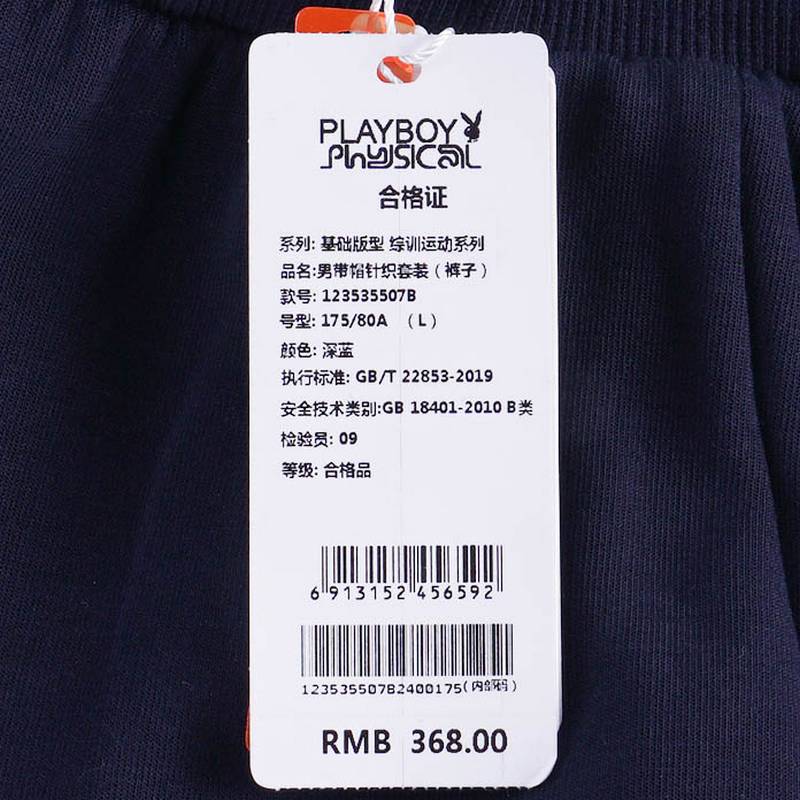 PLAYBOY
PhySICAL
合格证
系列: 基础版型 综训运动系列
品名:男带帽针织套装（裤子）
款号: 123535507B
号型: 175/80A （L）
颜色: 深蓝
执行标准: GB/T 22853-2019
安全技术类别:GB 18401-2010 B类
检验员: 09
等级: 合格品
6 913152 456592
123535507B2400175(内部码)
RMB 368.00